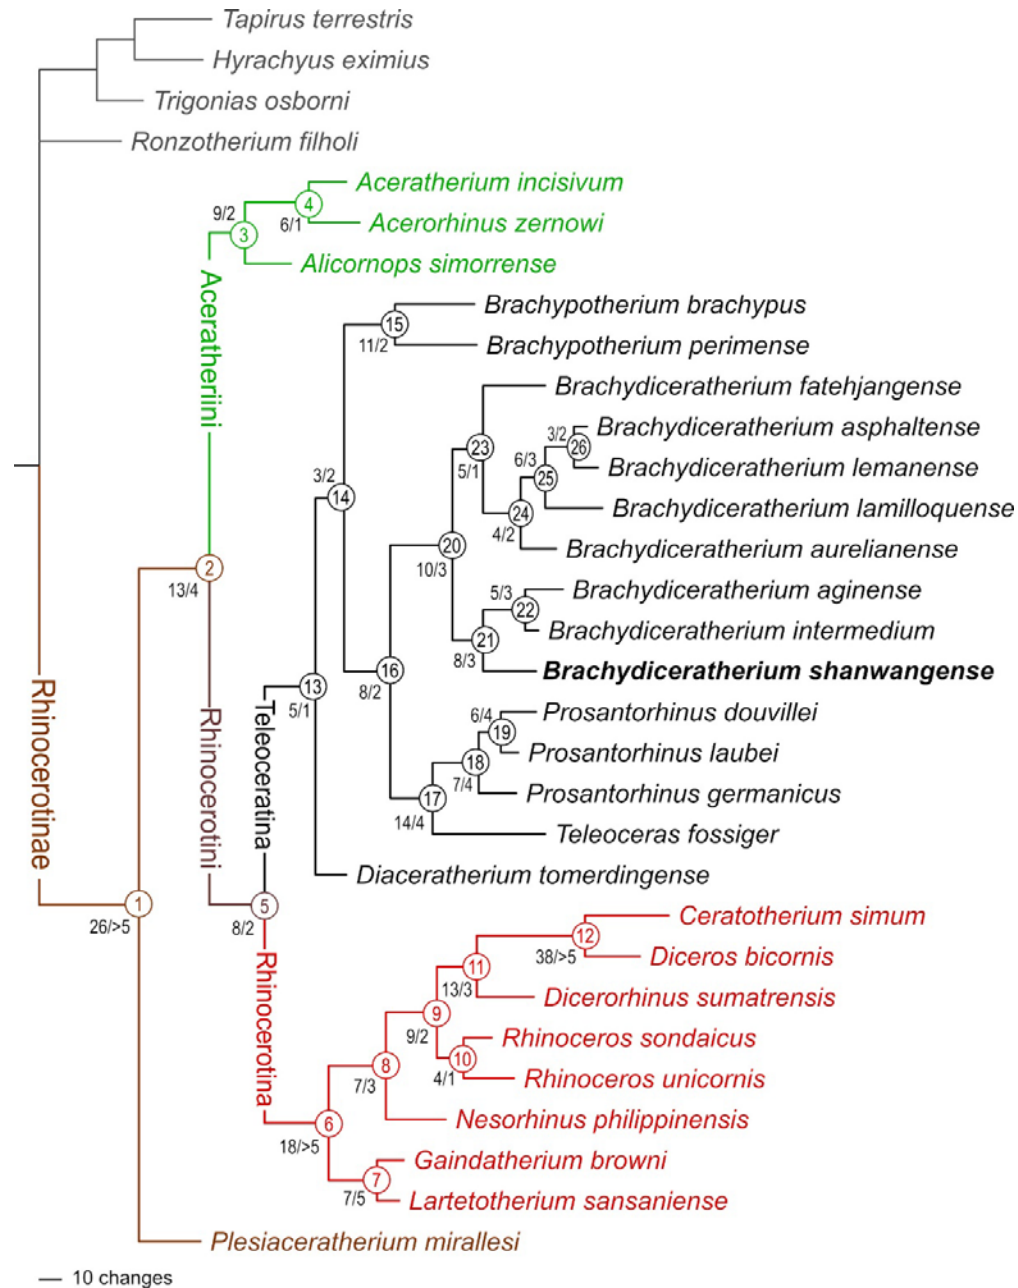 Tapirus terrestris
Hyrachyus eximius
Trigonias osborni
Ronzotherium filholi
Aceratherium incisivum
4
9/2
6/1
Acerorhinus zernowi
3
Alicornops simorrense
Aceratheriini
Brachypotherium brachypus
15
11/2
Brachypotherium perimense
Brachydiceratherium fatehjangense
3/2
Brachydiceratherium asphaltense
23
26
5/1
6/3
Brachydiceratherium lemanense
3/2
25
14
Brachydiceratherium lamilloquense
24
4/2
20
Brachydiceratherium aurelianense
10/3
2
13/4
5/3
Brachydiceratherium aginense
22
Brachydiceratherium intermedium
21
8/3
16
8/2
Brachydiceratherium shanwangense
13
5/1
Rhinocerotinae
Rhinocerotini
Teleoceratina
6/4
Prosantorhinus douvillei
19
Prosantorhinus laubei
18
7/4
Prosantorhinus germanicus
17
14/4
Teleoceras fossiger
Diaceratherium tomerdingense
1
26/>5
5
8/2
Ceratotherium simum
12
38/>5
Diceros bicornis
11
13/3
Dicerorhinus sumatrensis
Rhinocerotina
9
9/2
Rhinoceros sondaicus
10
4/1
Rhinoceros unicornis
8
7/3
Nesorhinus philippinensis
6
18/>5
Gaindatherium browni
7
7/5
Lartetotherium sansaniense
Plesiaceratherium mirallesi
10 changes